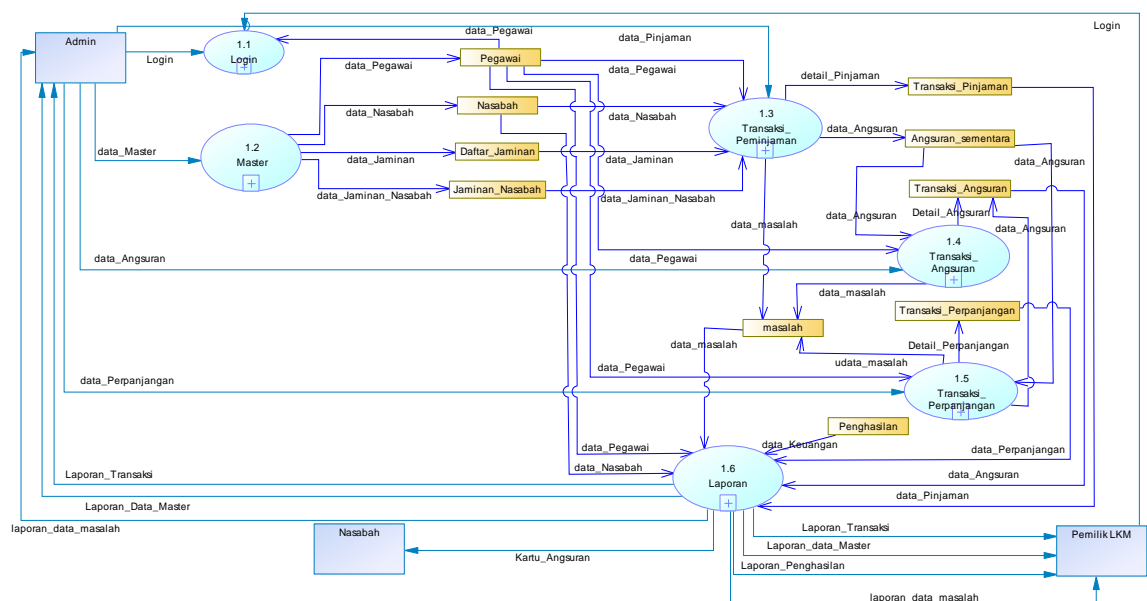 Login
data_Pegawai
data_Pinjaman
Admin
1.1
Login
Login
Pegawai
data_Pegawai
data_Pegawai
detail_Pinjaman
Transaksi_Pinjaman
Nasabah
data_Nasabah
data_Nasabah
1.3
Transaksi_
Peminjaman
data_Angsuran
Angsuran_sementara
data_Master
1.2
Master
data_Jaminan
Daftar_Jaminan
data_Jaminan
data_Angsuran
data_Jaminan_Nasabah
Jaminan_Nasabah
data_Jaminan_Nasabah
Transaksi_Angsuran
data_Angsuran
Detail_Angsuran
data_Angsuran
data_masalah
1.4
Transaksi_
Angsuran
data_Angsuran
data_Pegawai
data_masalah
Transaksi_Perpanjangan
masalah
data_masalah
Detail_Perpanjangan
udata_masalah
data_Pegawai
data_Perpanjangan
1.5
Transaksi_
Perpanjangan
Penghasilan
data_Keuangan
data_Pegawai
data_Perpanjangan
data_Nasabah
1.6
Laporan
data_Angsuran
Laporan_Transaksi
data_Pinjaman
Laporan_Data_Master
laporan_data_masalah
Nasabah
Kartu_Angsuran
Laporan_Transaksi
Pemilik LKM
Laporan_data_Master
Laporan_Penghasilan
laporan_data_masalah